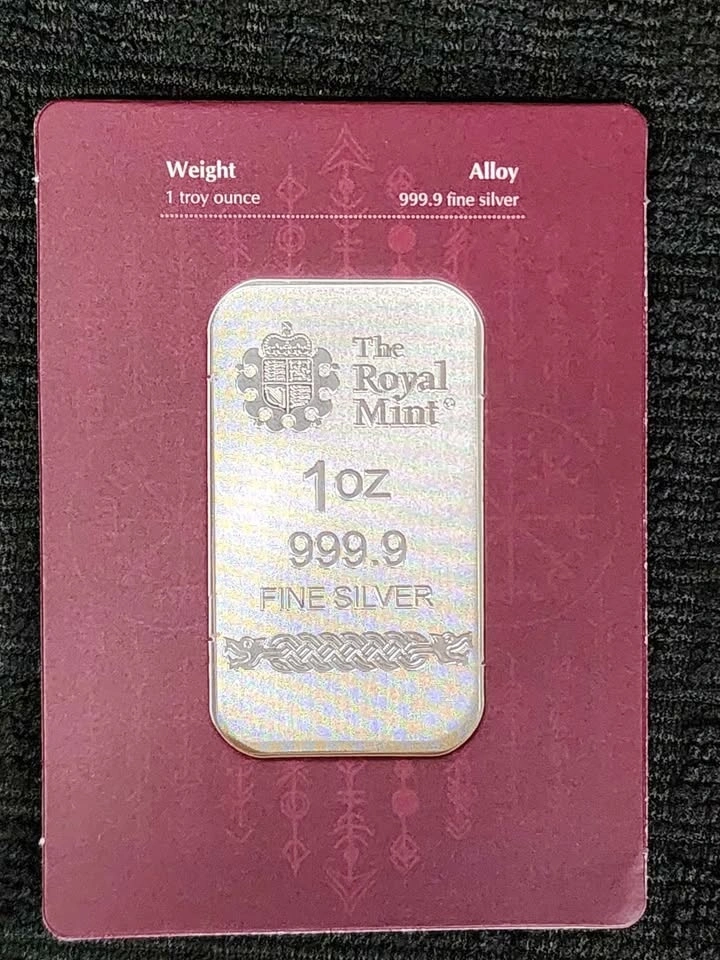 Weight
Alloy
1 troy ounce
999.9 fine silver
The
Royal
Mint®
1oz
999.9
FINE SILVER